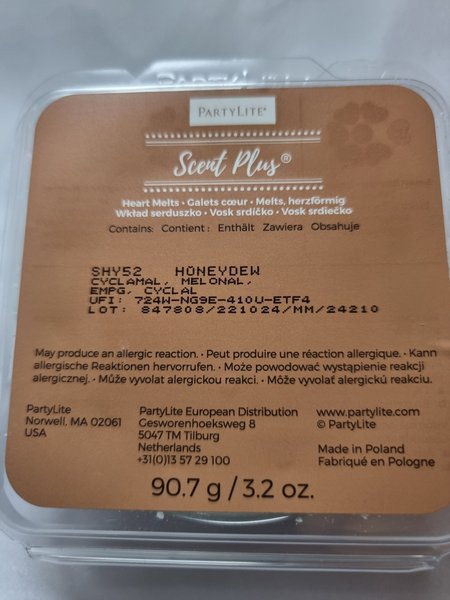 PARTYLITE®
Scent Plus®
Heart Melts • Galets cœur • Melts, herzförmig
Wkład serduszko • Vosk srdíčko • Vosk srdiečko
Contains: Contient : Enthält Zawiera Obsahuje
SHY52 HONEYDEW
CYCLAMAL, MELONAL,
EMPG, CYCLAL
UFI: 724W-NG9E-410U-ETF4
LOT: 847808/221024/MM/24210
May produce an allergic reaction. • Peut produire une réaction allergique. • Kann
allergische Reaktionen hervorrufen. • Może powodować wystąpienie reakcji
alergicznej. • Může vyvolat alergickou reakci. • Môže vyvolať alergickú reakciu.
PartyLite
Norwell, MA 02061
USA
PartyLite European Distribution
Gesworenhoekseweg 8
5047 TM Tilburg
Netherlands
+31(0)13 57 29 100
www.partylite.com
© PartyLite
Made in Poland
Fabriqué en Pologne
90.7 g / 3.2 oz.